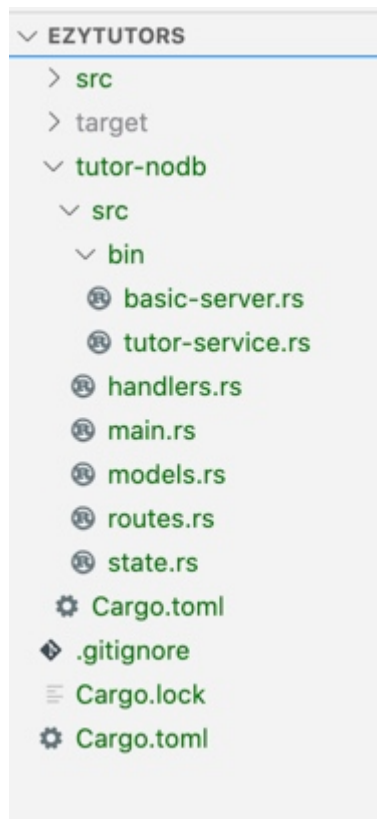 EZYTUTORS
src
target
tutor-nodb
src
bin
basic-server.rs
tutor-service.rs
handlers.rs
main.rs
models.rs
routes.rs
state.rs
Cargo.toml
.gitignore
Cargo.lock
Cargo.toml